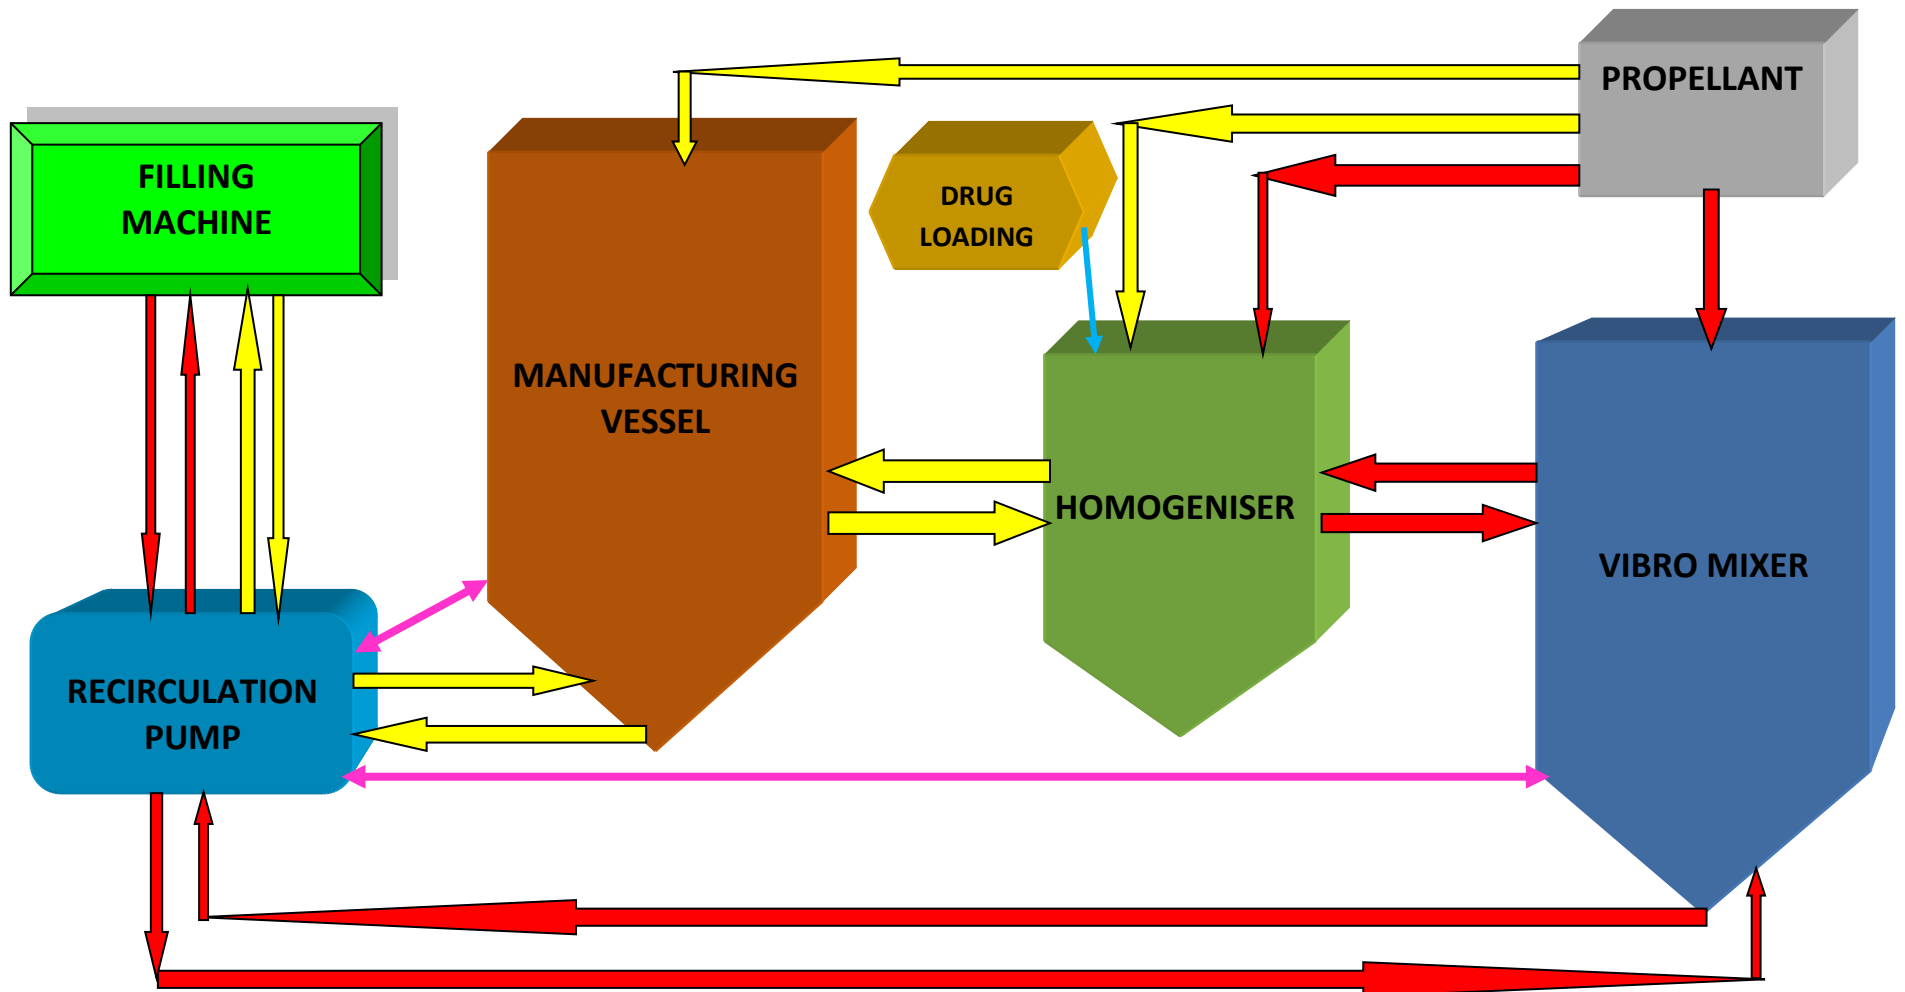 PROPELLANT
FILLING
MACHINE
DRUG
LOADING
MANUFACTURING
VESSEL
HOMOGENISER
VIBRO MIXER
RECIRCULATION
PUMP